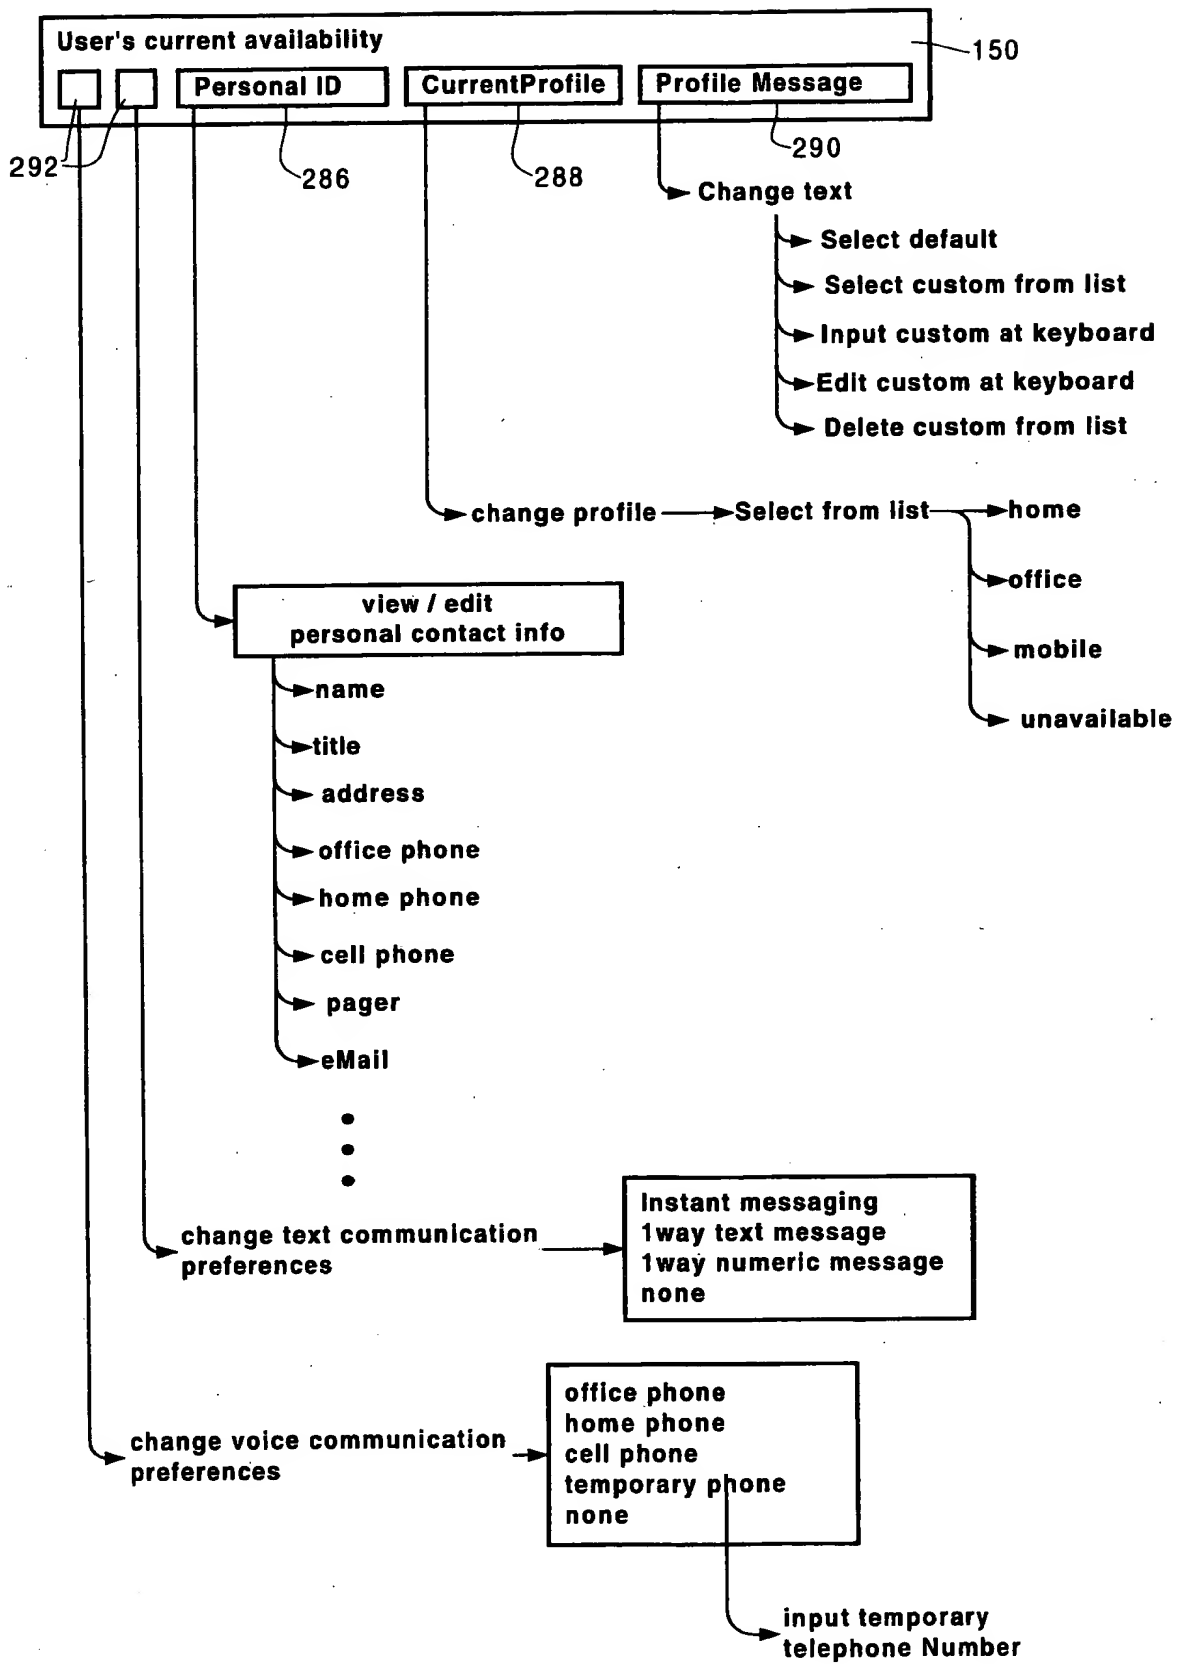 User's current availability
150
Personal ID
CurrentProfile
Profile Message
292
286
288
290
Change text
Select default
Select custom from list
Input custom at keyboard
Edit custom at keyboard
Delete custom from list
change profile
Select from list
home
office
mobile
unavailable
view / edit
personal contact info
name
title
address
office phone
home phone
cell phone
pager
eMail
change text communication
preferences
Instant messaging
1way text message
1way numeric message
none
change voice communication
preferences
office phone
home phone
cell phone
temporary phone
none
input temporary
telephone Number